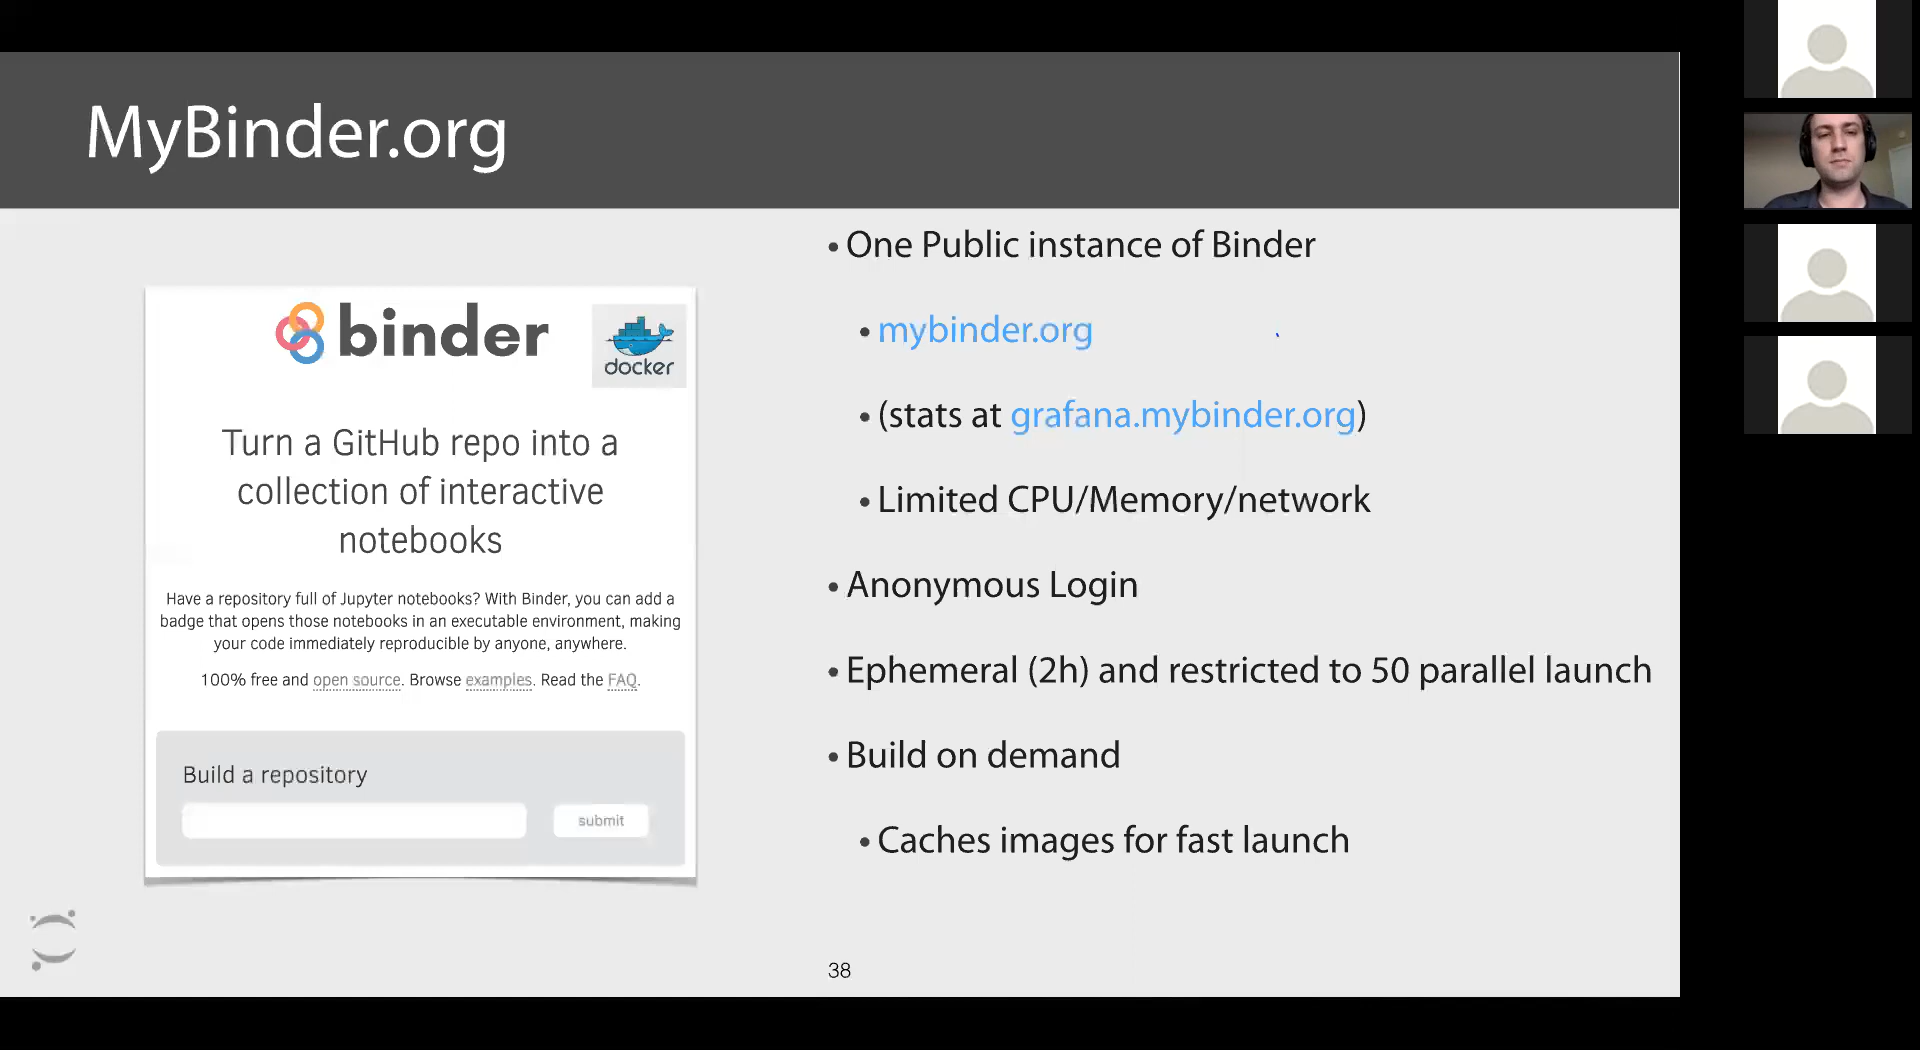 MyBinder.org
binder
docker
Turn a GitHub repo into a
collection of interactive
notebooks
Have a repository full of Jupyter notebooks? With Binder, you can add a
badge that opens those notebooks in an executable environment, making
your code immediately reproducible by anyone, anywhere.
100% free and open source. Browse examples. Read the FAQ.
Build a repository
submit
• One Public instance of Binder
• mybinder.org
• (stats at grafana.mybinder.org)
• Limited CPU/Memory/network
• Anonymous Login
• Ephemeral (2h) and restricted to 50 parallel launch
• Build on demand
• Caches images for fast launch
38